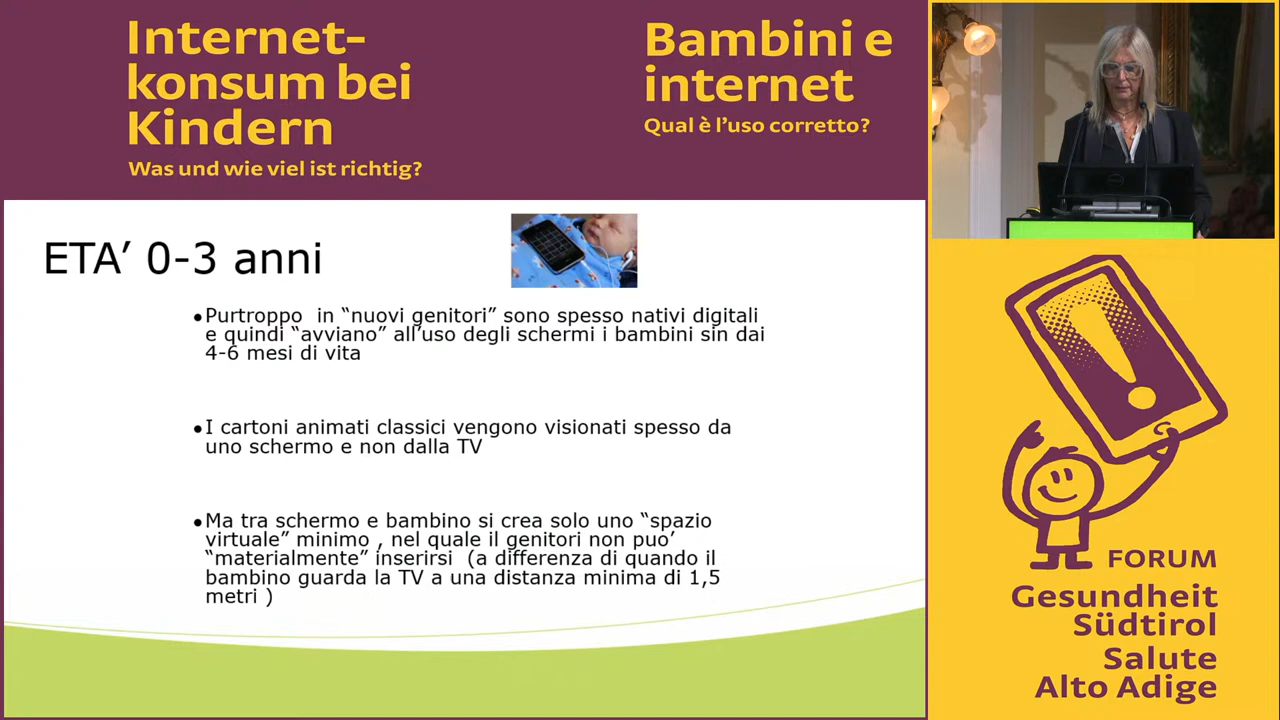 Internet-
konsum bei
Kindern
Was und wie viel ist richtig?
Bambini e
internet
Qual è l'uso corretto?
ETA’ 0-3 anni
•Purtroppo in “nuovi genitori” sono spesso nativi digitali
e quindi “avviano” all’uso degli schermi i bambini sin dai
4-6 mesi di vita
•I cartoni animati classici vengono visionati spesso da
uno schermo e non dalla TV
•Ma tra schermo e bambino si crea solo uno “spazio
virtuale” minimo , nel quale il genitori non puo’
“materialmente” inserirsi (a differenza di quando il
bambino guarda la TV a una distanza minima di 1,5
metri )
FORUM
Gesundheit
Südtirol
Salute
Alto Adige